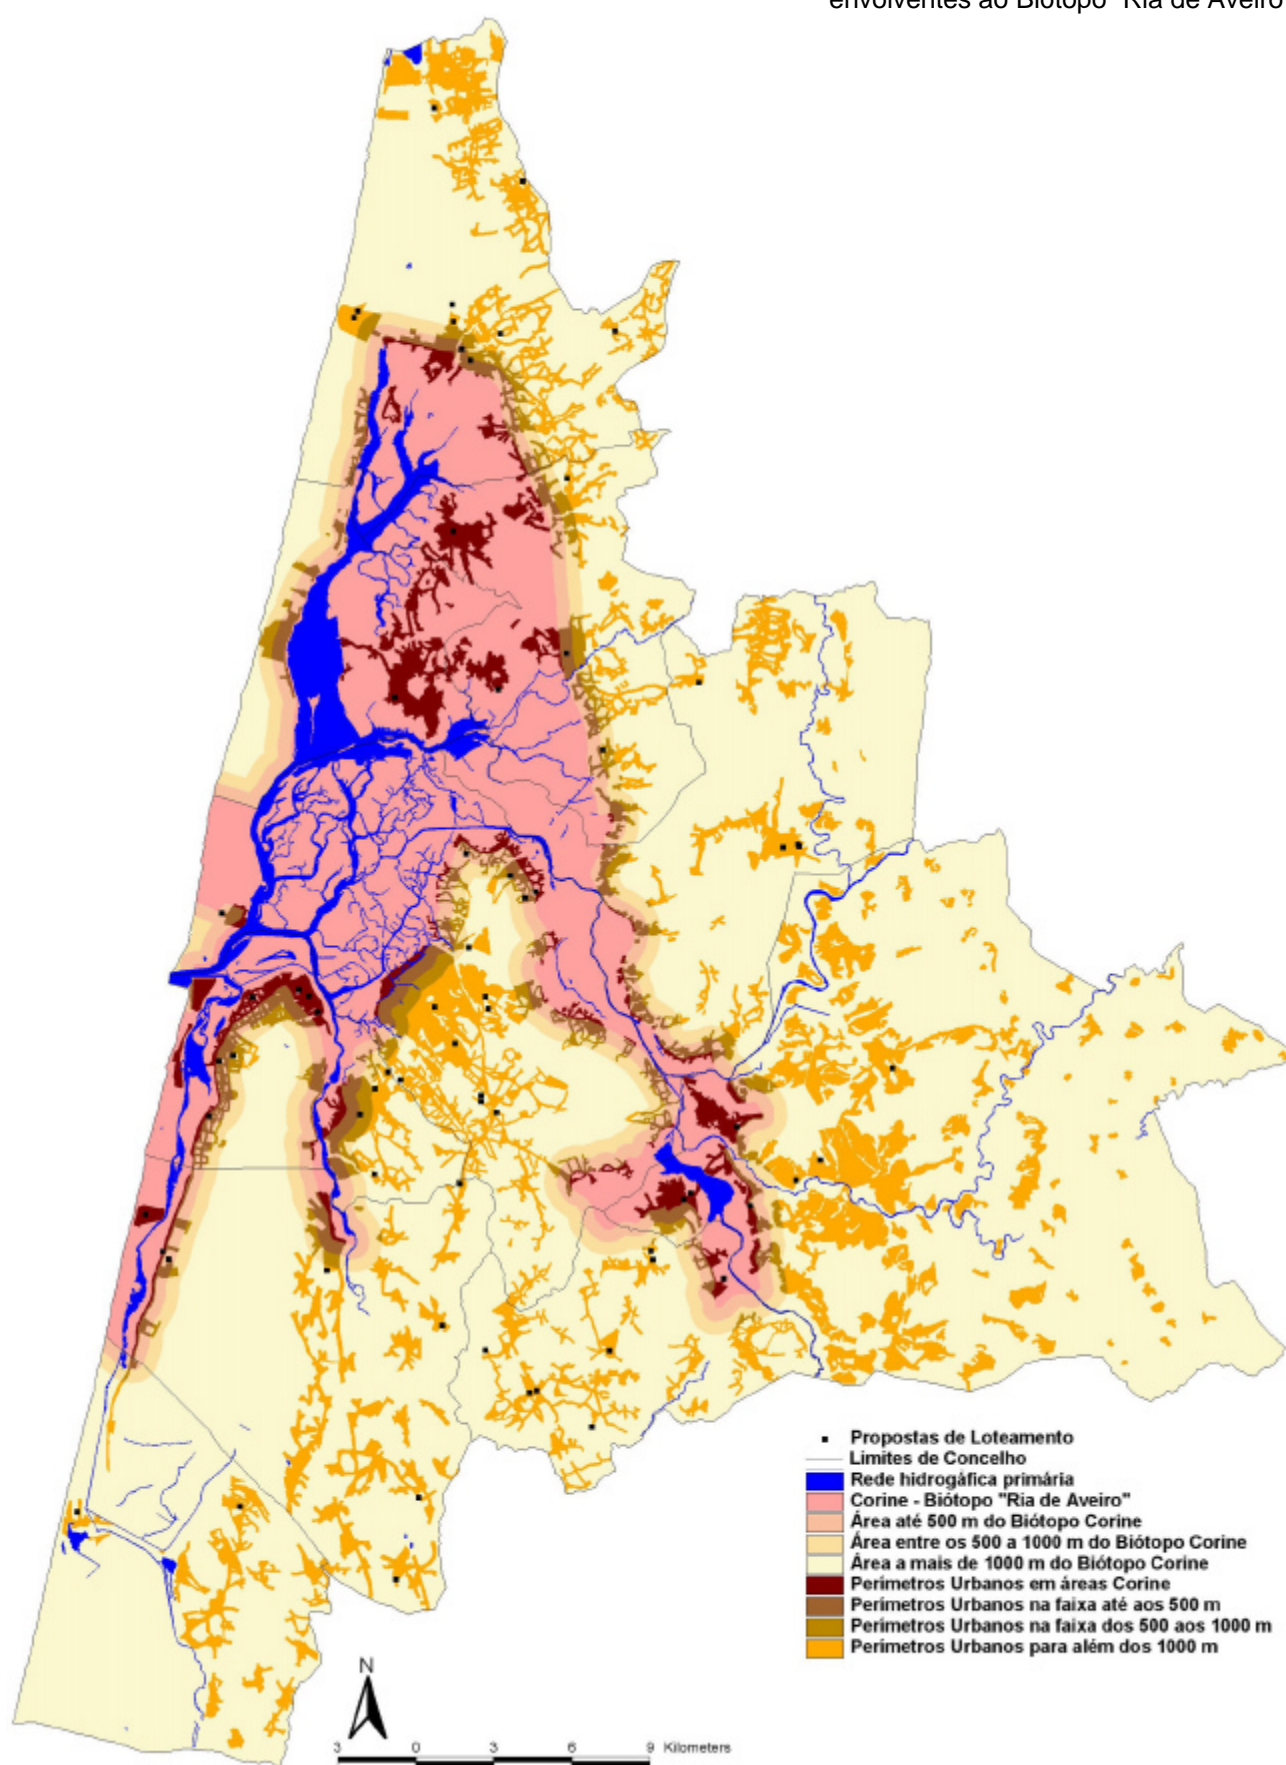 envolventes ao Biótopo "Ria de Aveiro
Propostas de Loteamento
Limites de Concelho
Rede hidrogáfica primária
Corine - Biótopo "Ria de Aveiro"
Área até 500 m do Biótopo Corine
Área entre os 500 a 1000 m do Biótopo Corine
Área a mais de 1000 m do Biótopo Corine
Perímetros Urbanos em áreas Corine
Perímetros Urbanos na faixa até aos 500 m
Perímetros Urbanos na faixa dos 500 aos 1000 m
Perímetros Urbanos para além dos 1000 m
N
3 0 3 6 9 Kilometers